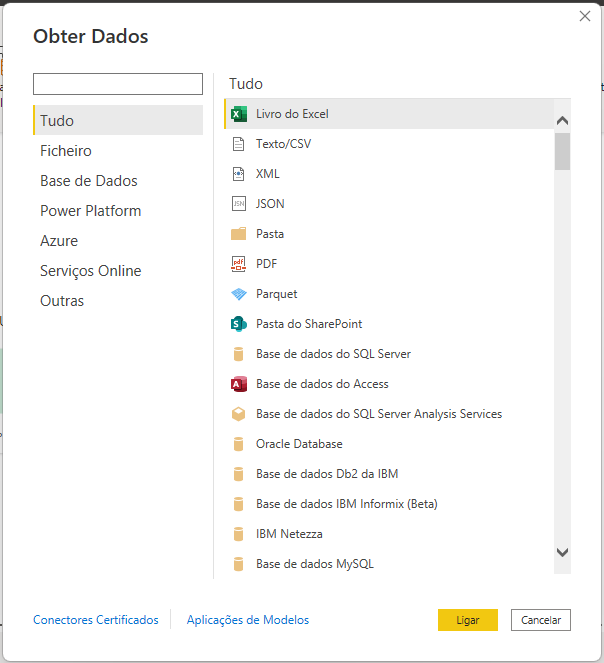 Obter Dados
Tudo
Ficheiro
Base de Dados
Power Platform
Azure
Serviços Online
Outras
Tudo
Livro do Excel
Texto/CSV
XML
JSON
Pasta
PDF
Parquet
Pasta do SharePoint
Base de dados do SQL Server
Base de dados do Access
Base de dados do SQL Server Analysis Services
Oracle Database
Base de dados Db2 da IBM
Base de dados IBM Informix (Beta)
IBM Netezza
Base de dados MySQL
Conectores Certificados
Aplicações de Modelos
Ligar
Cancelar